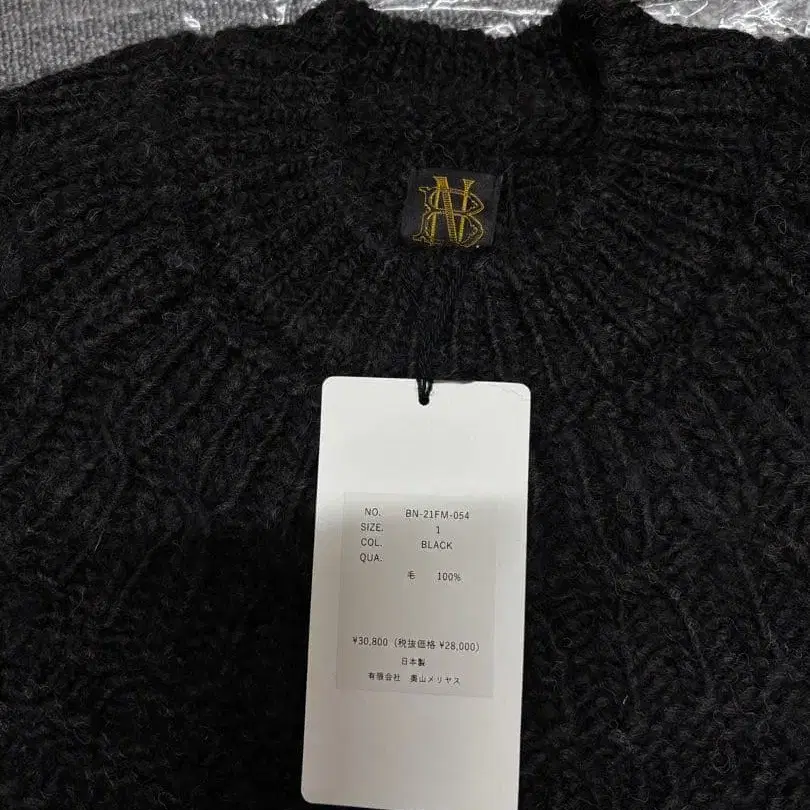 BN
NO. BN-21FM-054
SIZE. 1
COL. BLACK
QUA.
毛 100%
¥30,800 (税抜価格 ¥28,000)
日本製
有限会社 奥山メリヤス